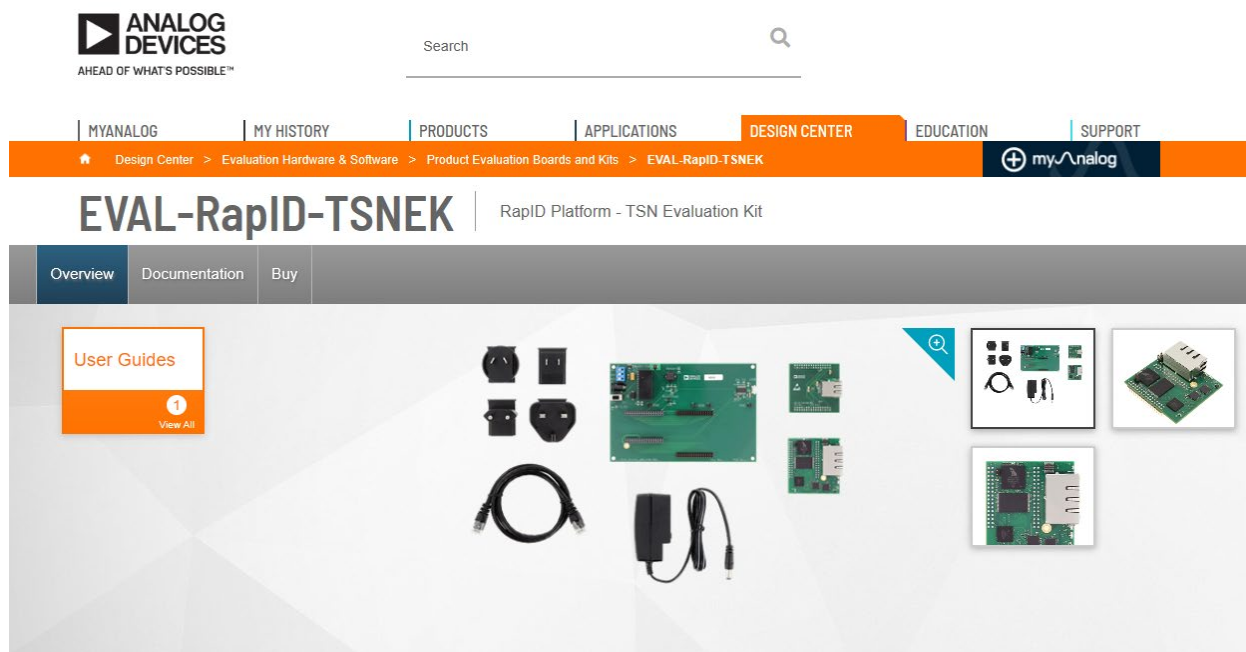 ANALOG
DEVICES
AHEAD OF WHAT'S POSSIBLE™
Search
MYANALOG
MY HISTORY
PRODUCTS
APPLICATIONS
DESIGN CENTER
EDUCATION
SUPPORT
Design Center > Evaluation Hardware & Software > Product Evaluation Boards and Kits > EVAL-RapID-TSNEK
myAnalog
EVAL-RapID-TSNEK
RapID Platform - TSN Evaluation Kit
Overview
Documentation
Buy
User Guides
1
View All